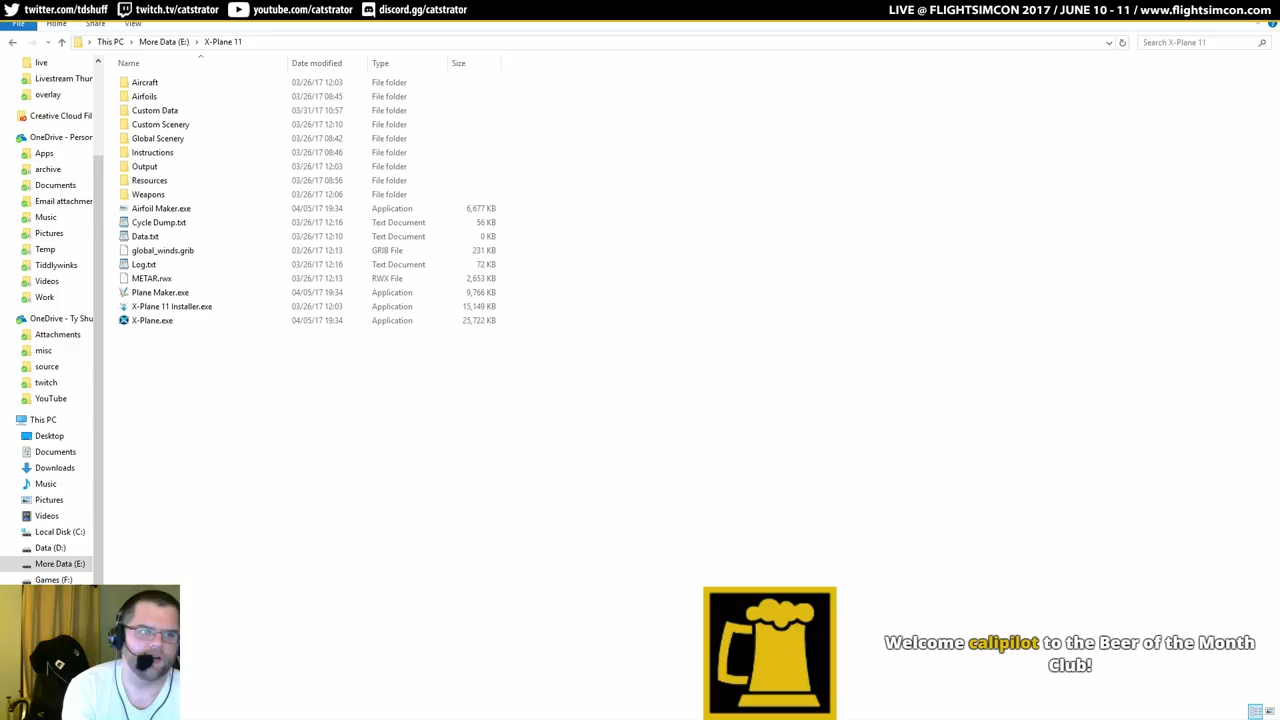 twitter.com/tdshuff twitch.tv/catstrator youtube.com/catstrator discord.gg/catstrator LIVE @ FLIGHTSIMCON 2017 / JUNE 10 - 11 / www.flightsimcon.com
File Home Share View
This PC > More Data (E:) > X-Plane 11 Search X-Plane 11
Name Date modified Type Size
live
Livestream Thun
overlay
Creative Cloud Fil
OneDrive - Person
Apps
archive
Documents
Email attachmer
Music
Pictures
Temp
Tiddlywinks
Videos
Work
OneDrive - Ty Shu
Attachments
misc
source
twitch
YouTube
This PC
Desktop
Documents
Downloads
Music
Pictures
Videos
Local Disk (C:)
Data (D:)
More Data (E:)
Games (F:)
Aircraft 03/26/17 12:03 File folder
Airfoils 03/26/17 08:45 File folder
Custom Data 03/31/17 10:57 File folder
Custom Scenery 03/26/17 12:10 File folder
Global Scenery 03/26/17 08:42 File folder
Instructions 03/26/17 08:46 File folder
Output 03/26/17 12:03 File folder
Resources 03/26/17 08:56 File folder
Weapons 03/26/17 12:06 File folder
Airfoil Maker.exe 04/05/17 19:34 Application 6,677 KB
Cycle Dump.txt 03/26/17 12:16 Text Document 56 KB
Data.txt 03/26/17 12:10 Text Document 0 KB
global_winds.grib 03/26/17 12:13 GRIB File 231 KB
Log.txt 03/26/17 12:16 Text Document 72 KB
METAR.rwx 03/26/17 12:13 RWX File 2,653 KB
Plane Maker.exe 04/05/17 19:34 Application 9,766 KB
X-Plane 11 Installer.exe 03/26/17 12:03 Application 15,149 KB
X-Plane.exe 04/05/17 19:34 Application 25,722 KB
Welcome calipilot to the Beer of the Month
Club!